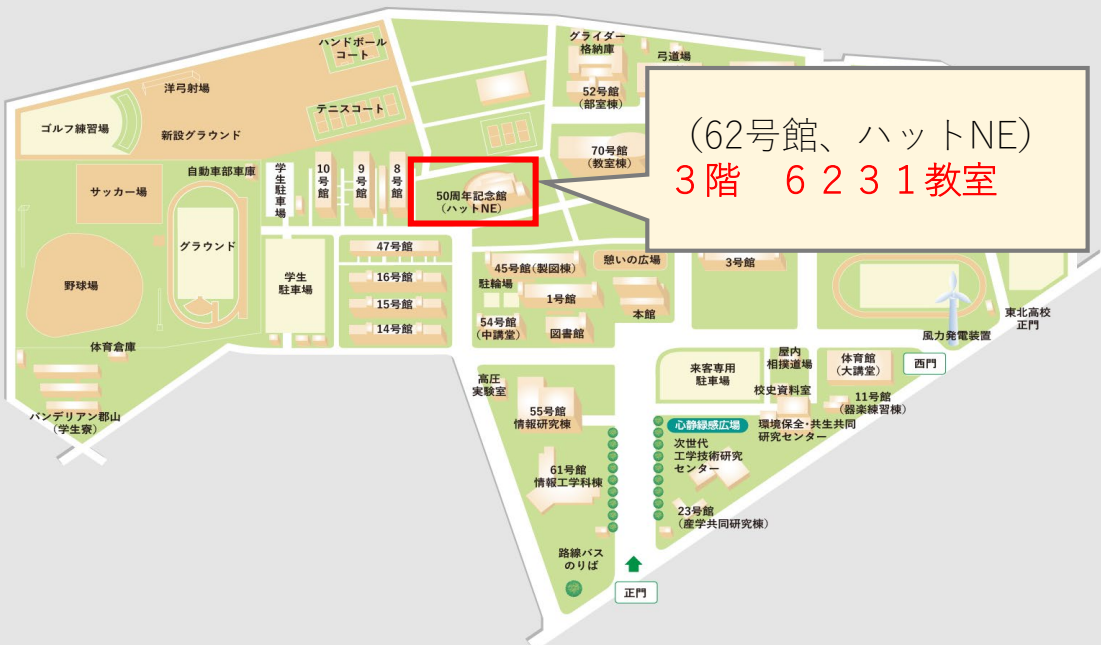 ハンドボール
コート
グライダー
格納庫
弓道場
洋弓射場
52号館
(部室棟)
テニスコート
ゴルフ練習場
新設グラウンド
(62号館、ハットNE)
3階 6231教室
70号館
(教室棟)
自動車部車庫
学生駐車場
10号館
9号館
8号館
50周年記念館
(ハットNE)
サッカー場
グラウンド
47号館
45号館(製図棟)
憩いの広場
3号館
野球場
学生
駐車場
16号館
駐輪場
1号館
15号館
本館
東北高校
正門
14号館
54号館
(中講堂)
図書館
風力発電装置
体育倉庫
屋内
相撲道場
体育館
(大講堂)
西門
来客専用
駐車場
高圧
実験室
校史資料室
11号館
(器楽練習棟)
バンデリアン郡山
(学生寮)
55号館
情報研究棟
心静緑感広場
環境保全・共生共同
研究センター
次世代
工学技術研究
センター
61号館
情報工学科棟
23号館
(産学共同研究棟)
路線バス
のりば
正門